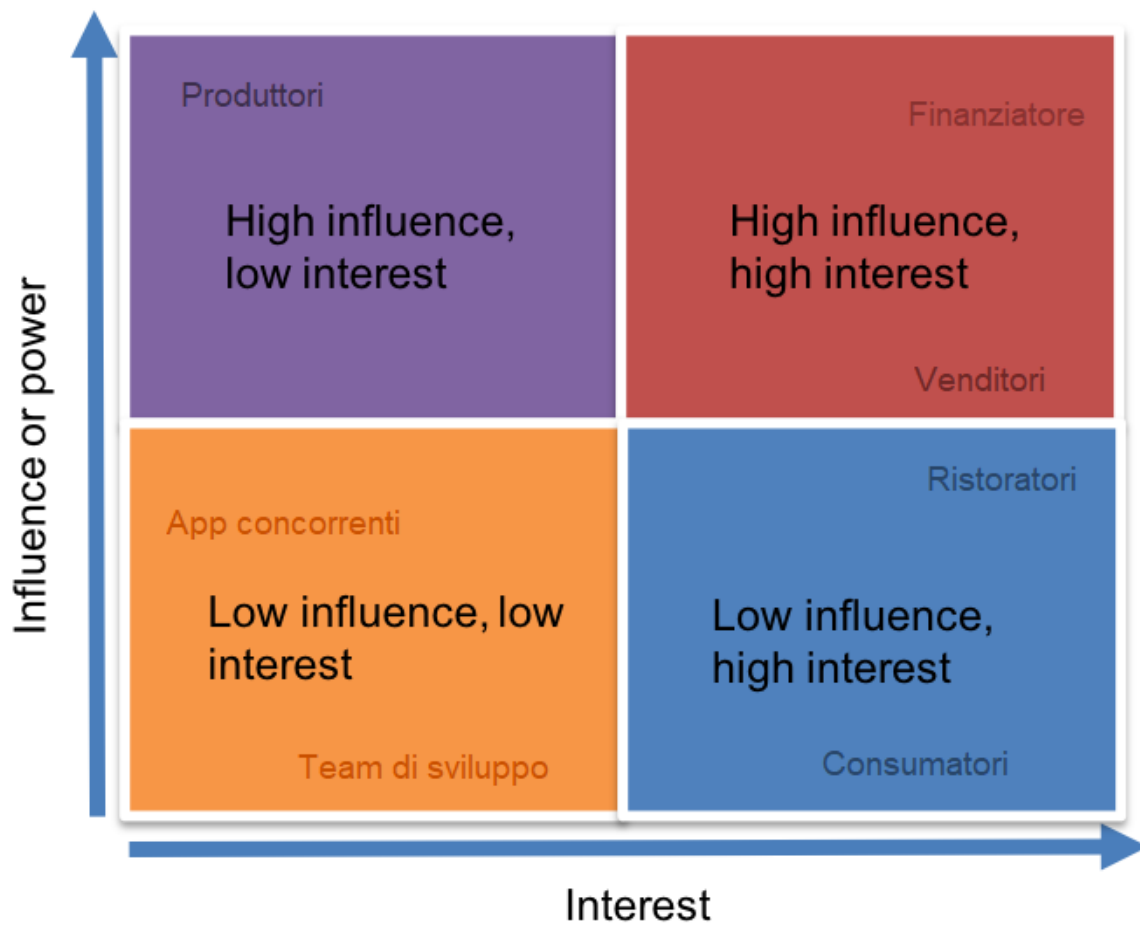 Produttori
High influence,
low interest
Finanziatore
High influence,
high interest
Venditori
App concorrenti
Low influence, low
interest
Team di sviluppo
Ristoratori
Low influence,
high interest
Consumatori
Influence or power
Interest